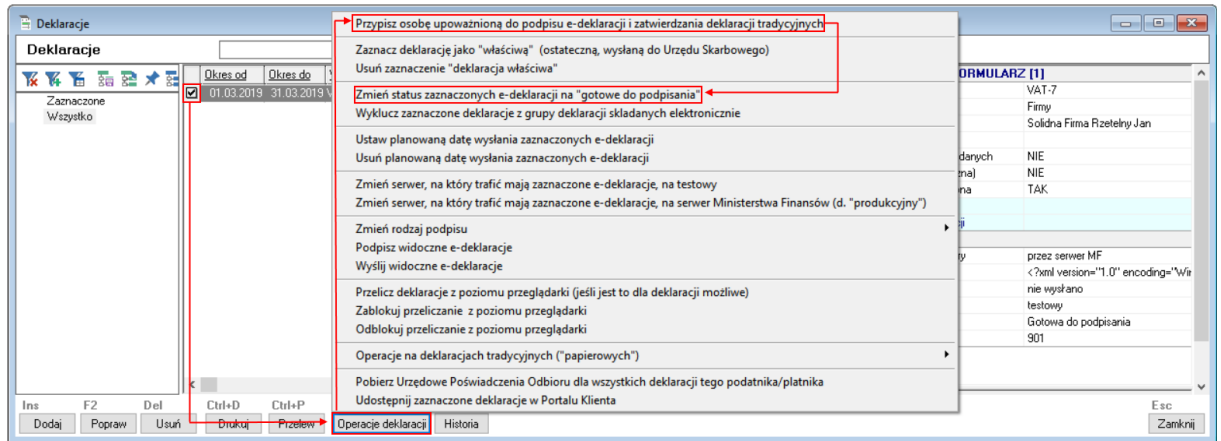 Deklaracje
Deklaracje
Zaznaczone
Wszystko
Okres od Okres do
01.03.2019 31.03.2019
Przypisz osobę upoważnioną do podpisu e-deklaracji i zatwierdzania deklaracji tradycyjnych
Zaznacz deklarację jako "właściwą" (ostateczną, wysłaną do Urzędu Skarbowego)
Usuń zaznaczenie "deklaracja właściwa"
Zmień status zaznaczonych e-deklaracji na "gotowe do podpisania"
Wyklucz zaznaczone deklaracje z grupy deklaracji skladanych elektronicznie
Ustaw planowaną datę wysłania zaznaczonych e-deklaracji
Usuń planowaną datę wysłania zaznaczonych e-deklaracji
Zmień serwer, na który trafić mają zaznaczone e-deklaracje, na testowy
Zmień serwer, na który trafić mają zaznaczone e-deklaracje, na serwer Ministerstwa Finansów (d. "produkcyjny")
Zmień rodzaj podpisu
Podpisz widoczne e-deklaracje
Wyślij widoczne e-deklaracje
Przelicz deklaracje z poziomu przeglądarki (jeśli jest to dla deklaracji możliwe)
Zablokuj przeliczanie z poziomu przeglądarki
Odblokuj przeliczanie z poziomu przeglądarki
Operacje na deklaracjach tradycyjnych ("papierowych")
Pobierz Urzędowe Poświadczenia Odbioru dla wszystkich deklaracji tego podatnika/płatnika
Udostępnij zaznaczone deklaracje w Portalu Klienta
ORMULARZ [1]
VAT-7
Firmy
Solidna Firma Rzetelny Jan
danych NIE
zna) NIE
na TAK
ji
ry przez serwer MF
<?xml version="1.0" encoding="Wir
nie wysłano
testowy
Gotowa do podpisania
901
Ins F2 Del Ctrl+D Ctrl+P Esc
Dodaj Popraw Usuń Drukuj Przelew Operacje deklaracji Historia Zamknij